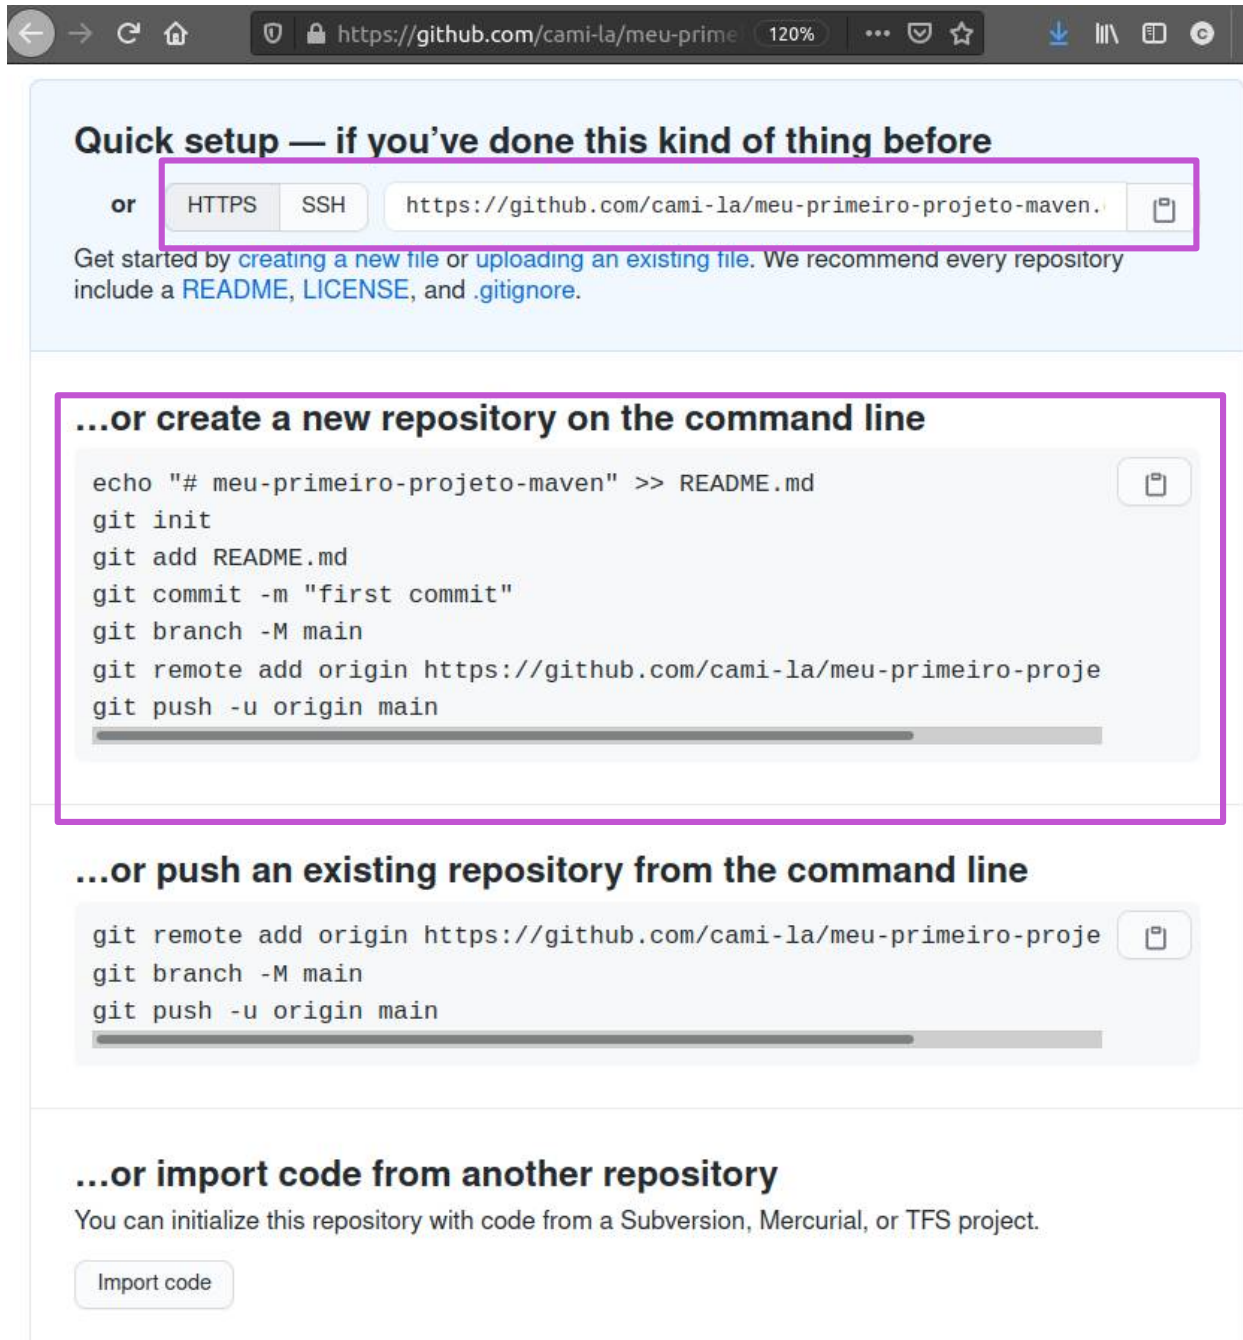 https://github.com/cami-la/meu-prime 120%
Quick setup — if you've done this kind of thing before
or HTTPS SSH https://github.com/cami-la/meu-primeiro-projeto-maven.
Get started by creating a new file or uploading an existing file. We recommend every repository
include a README, LICENSE, and .gitignore.
...or create a new repository on the command line
echo "# meu-primeiro-projeto-maven" >> README.md
git init
git add README.md
git commit -m "first commit"
git branch -M main
git remote add origin https://github.com/cami-la/meu-primeiro-proje
git push -u origin main
...or push an existing repository from the command line
git remote add origin https://github.com/cami-la/meu-primeiro-proje
git branch -M main
git push -u origin main
...or import code from another repository
You can initialize this repository with code from a Subversion, Mercurial, or TFS project.
Import code